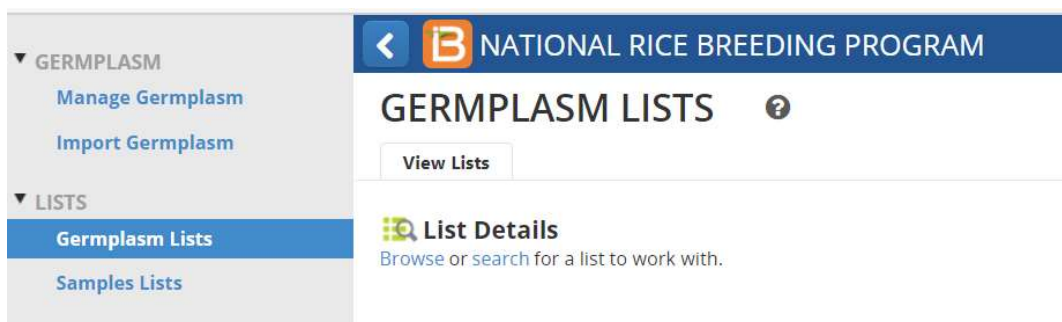 GERMPLASM
Manage Germplasm
Import Germplasm
LISTS
Germplasm Lists
Samples Lists
NATIONAL RICE BREEDING PROGRAM
GERMPLASM LISTS
View Lists
List Details
Browse or search for a list to work with.